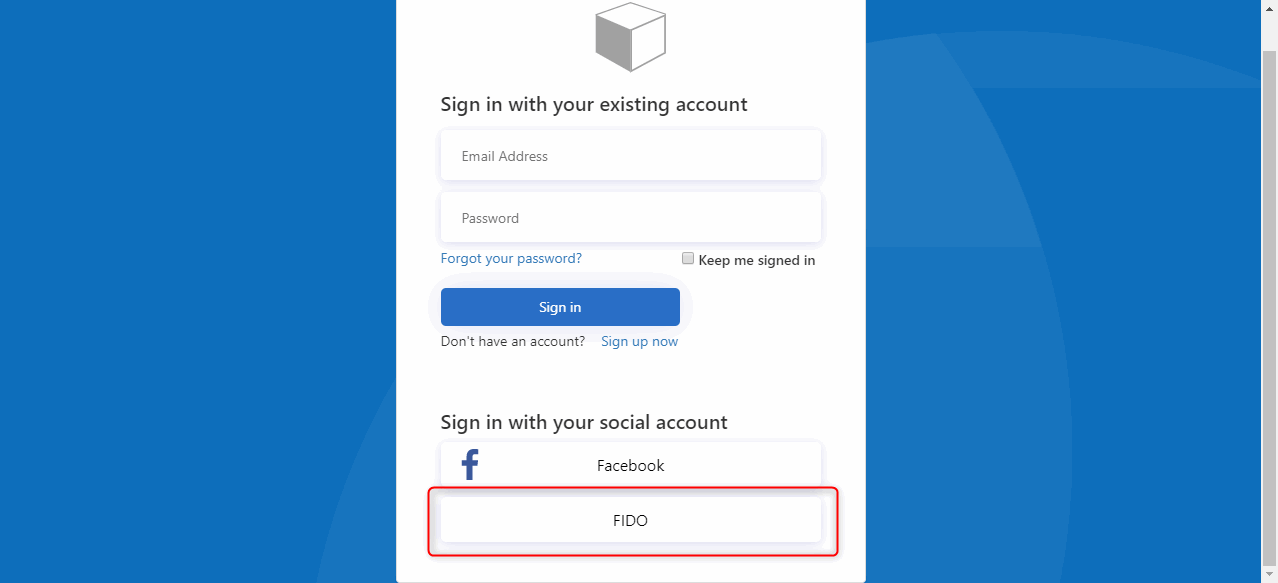 Sign in with your existing account
Email Address
Password
Forgot your password? Keep me signed in
Sign in
Don't have an account? Sign up now
Sign in with your social account
Facebook
FIDO